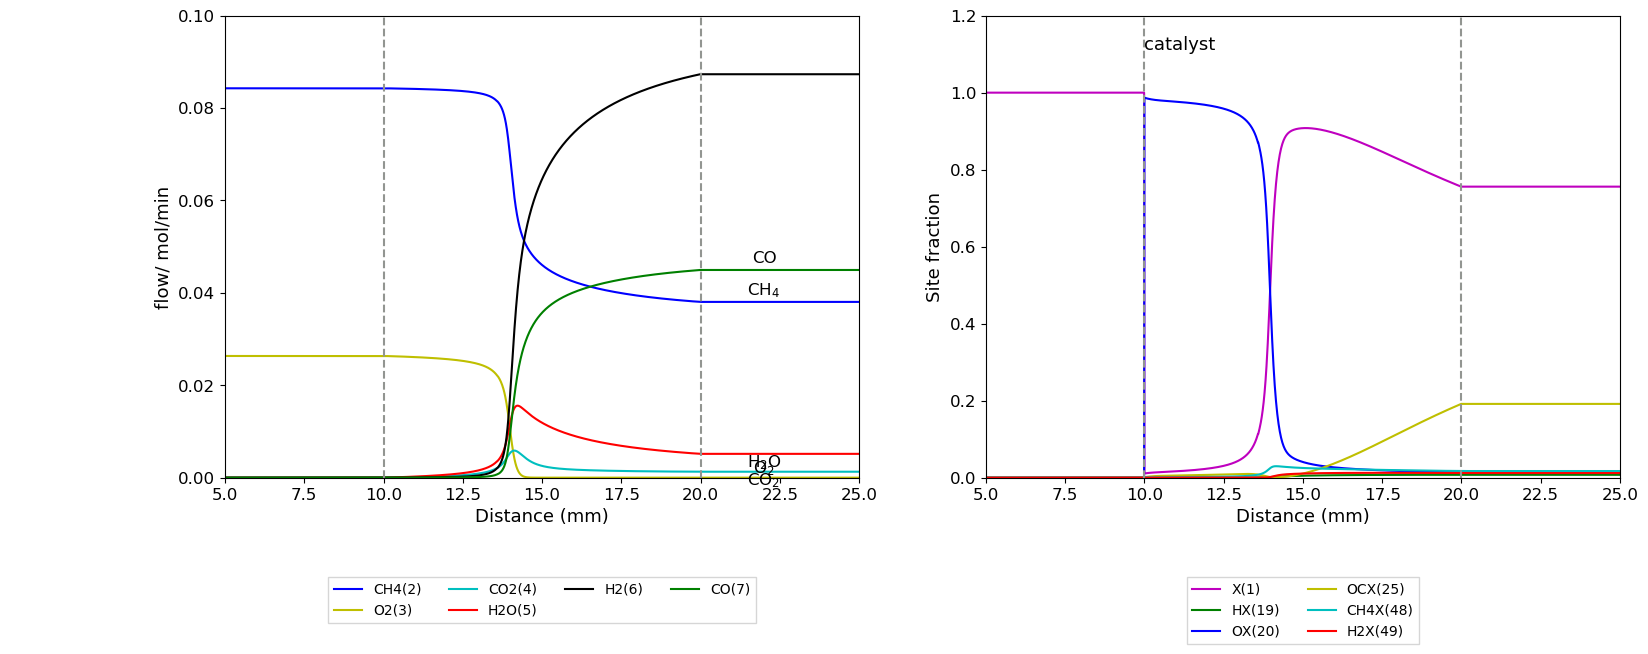 0.10
0.08
0.06
0.04
0.02
0.00
flow/ mol/min
5.0 7.5 10.0 12.5 15.0 17.5 20.0 22.5 25.0
Distance (mm)
CO
CH₄
H₂O
O₂
CO₂
CH4(2) CO2(4) H2(6) CO(7)
O2(3) H2O(5)
1.2
1.0
0.8
0.6
0.4
0.2
0.0
Site fraction
catalyst
5.0 7.5 10.0 12.5 15.0 17.5 20.0 22.5 25.0
Distance (mm)
X(1) OCX(25)
HX(19) CH4X(48)
OX(20) H2X(49)